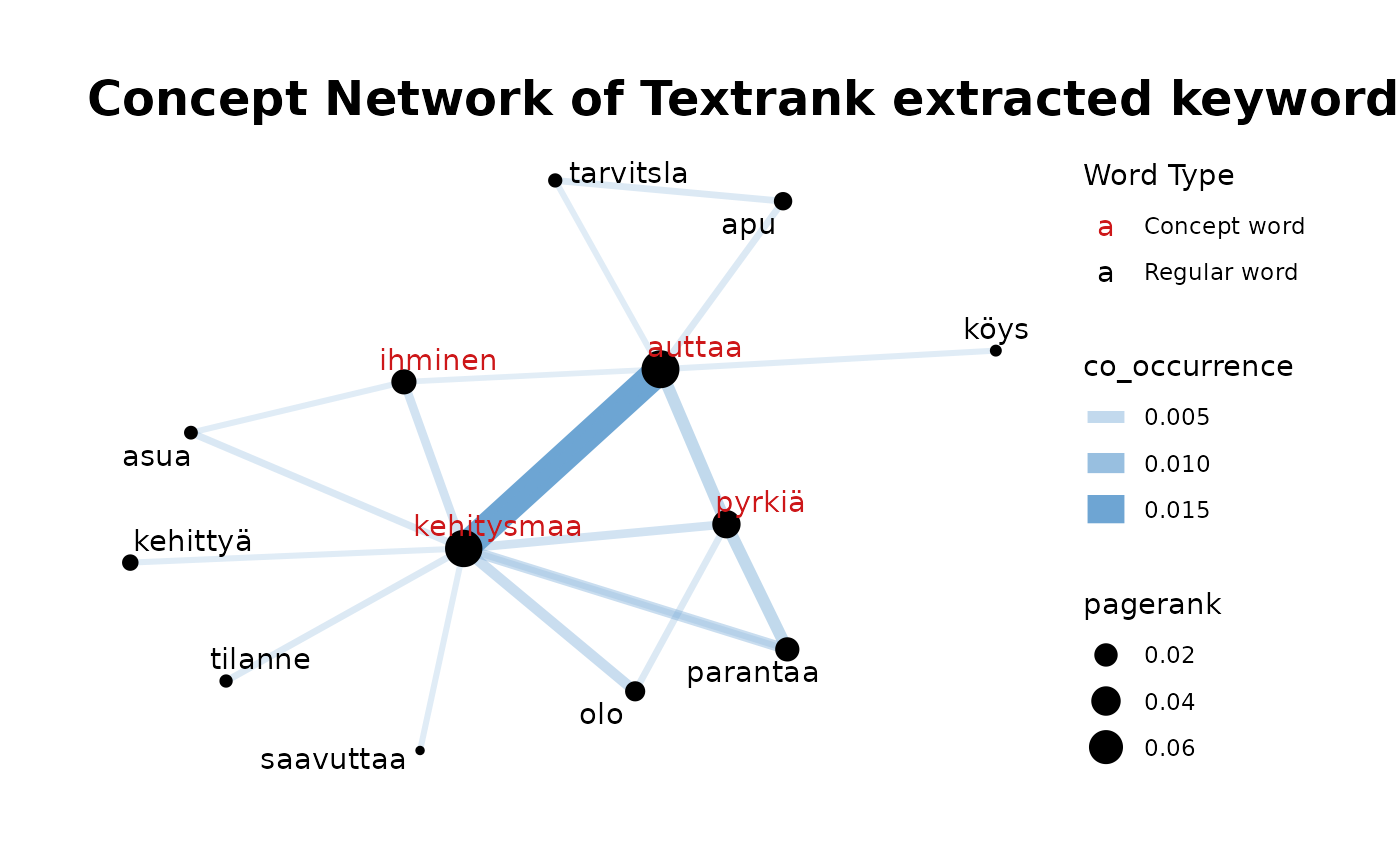 Concept Network of Textrank extracted keyword
tarvitsla
apu
köys
auttaa
ihminen
asua
pyrkiä
kehitysmaa
kehittyä
tilanne
parantaa
olo
saavuttaa
Word Type
a Concept word
a Regular word
co_occurrence
0.005
0.010
0.015
pagerank
0.02
0.04
0.06